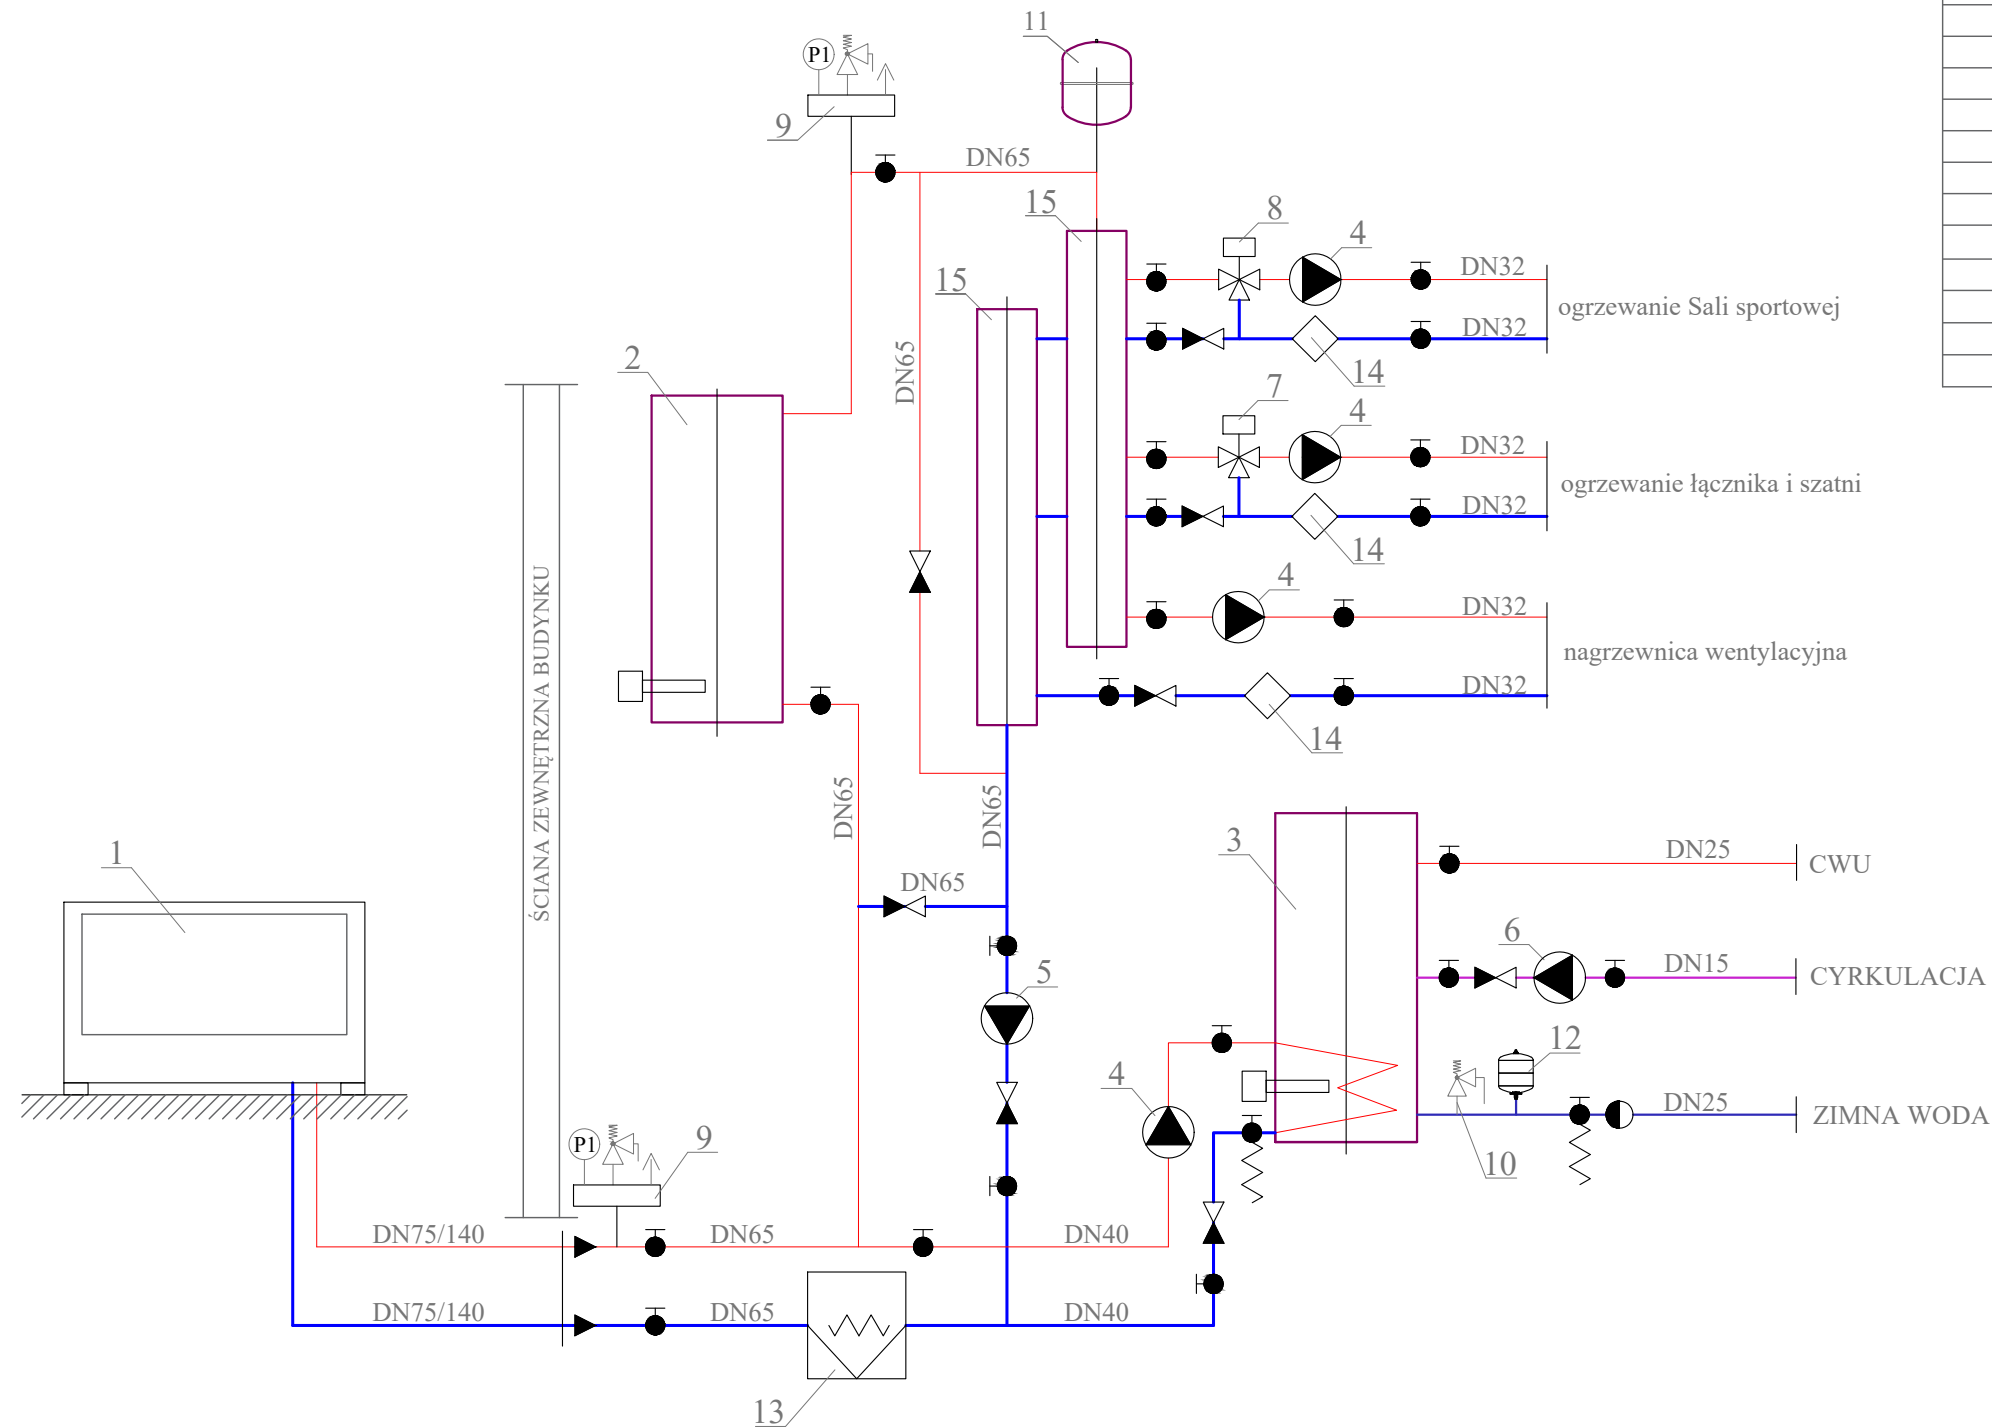 11
P1
9
DN65
15
8
4
DN32
ogrzewanie Sali sportowej
15
DN32
14
2
DN65
7
4
DN32
ogrzewanie łącznika i szatni
DN32
14
4
DN32
nagrzewnica wentylacyjna
DN32
14
ŚCIANA ZEWNĘTRZNA BUDYNKU
DN65
DN65
3
DN25
CWU
1
DN65
6
DN15
CYRKULACJA
5
12
4
DN25
ZIMNA WODA
10
P1
9
DN75/140
DN65
DN40
DN75/140
DN65
DN40
13